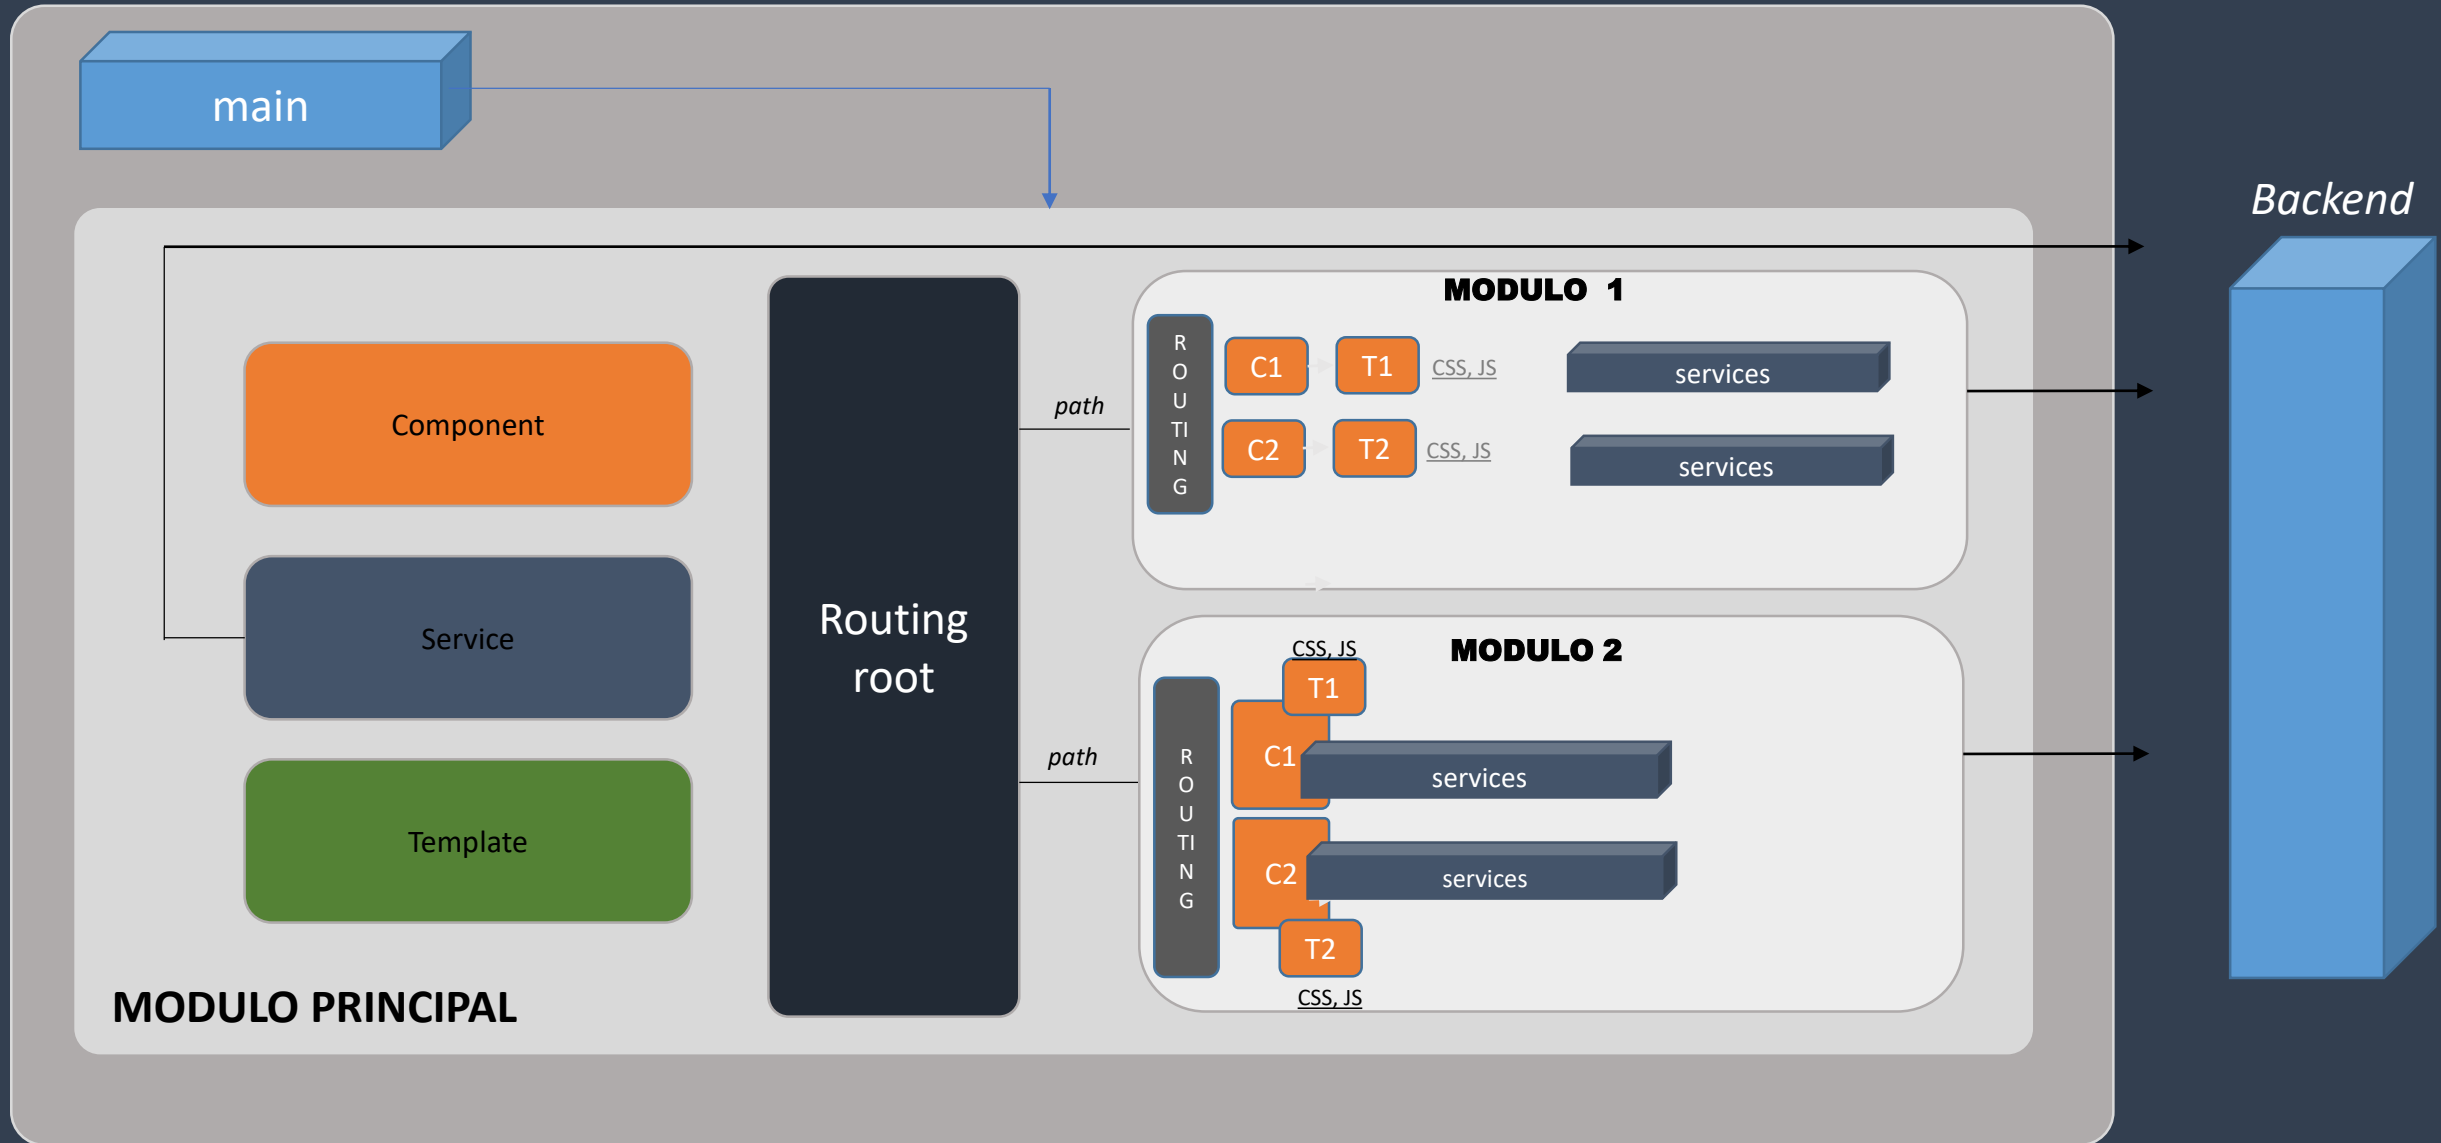 main
Backend
MODULO 1
R
O
U
TI
N
G
C1
T1
CSS, JS
services
C2
T2
CSS, JS
services
path
Component
Service
Template
Routing
root
path
MODULO 2
CSS, JS
T1
R
O
U
TI
N
G
C1
services
C2
services
T2
CSS, JS
MODULO PRINCIPAL